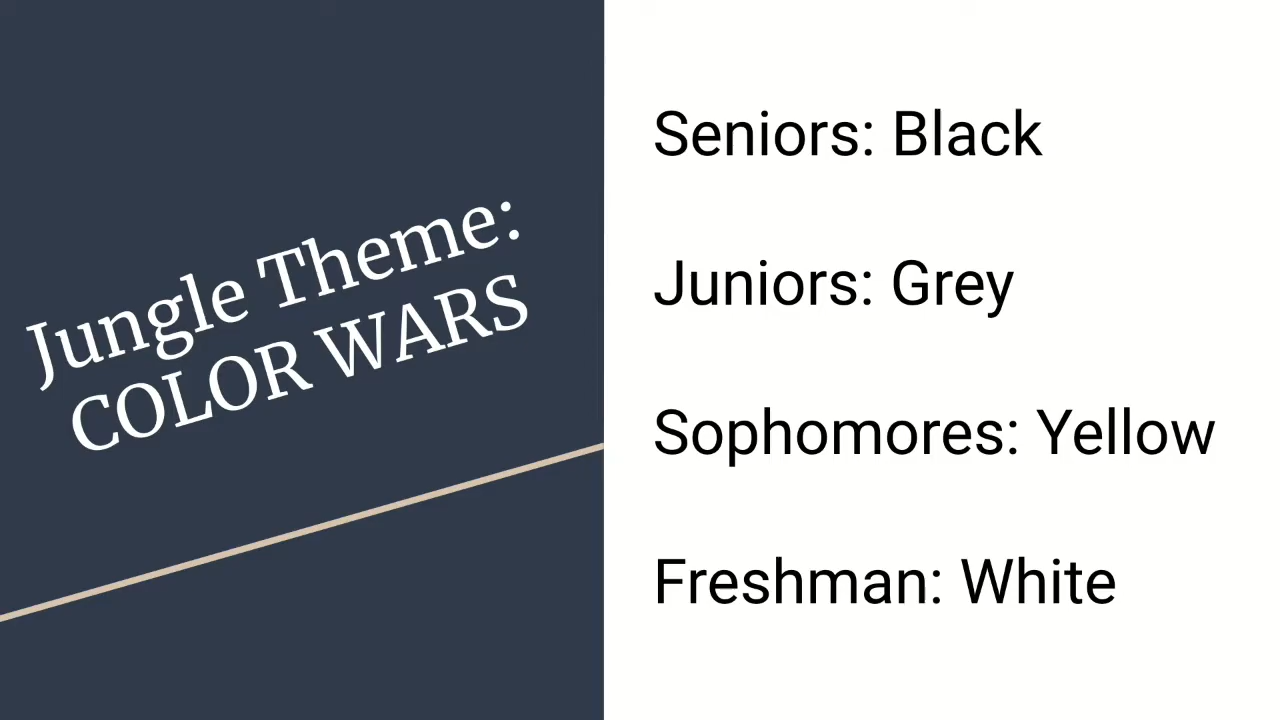 Jungle Theme:
COLOR WARS
Seniors: Black
Juniors: Grey
Sophomores: Yellow
Freshman: White